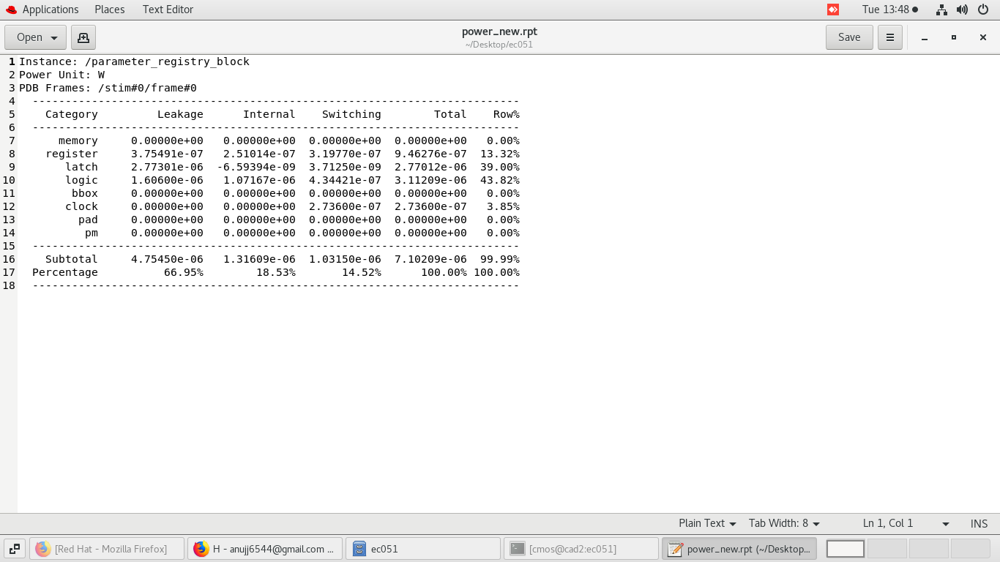 Applications Places Text Editor Tue 13:48
Open power_new.rpt Save
~/Desktop/ec051
1 Instance: /parameter_registry_block
2 Power Unit: W
3 PDB Frames: /stim#0/frame#0
4 --------------------------------------------------------------------------
5 Category Leakage Internal Switching Total Row%
6 --------------------------------------------------------------------------
7 memory 0.00000e+00 0.00000e+00 0.00000e+00 0.00000e+00 0.00%
8 register 3.75491e-07 2.51014e-07 3.19770e-07 9.46276e-07 13.32%
9 latch 2.77301e-06 -6.59394e-09 3.71250e-09 2.77012e-06 39.00%
10 logic 1.60600e-06 1.07167e-06 4.34421e-07 3.11209e-06 43.82%
11 bbox 0.00000e+00 0.00000e+00 0.00000e+00 0.00000e+00 0.00%
12 clock 0.00000e+00 0.00000e+00 2.73600e-07 2.73600e-07 3.85%
13 pad 0.00000e+00 0.00000e+00 0.00000e+00 0.00000e+00 0.00%
14 pm 0.00000e+00 0.00000e+00 0.00000e+00 0.00000e+00 0.00%
15 --------------------------------------------------------------------------
16 Subtotal 4.75450e-06 1.31609e-06 1.03150e-06 7.10209e-06 99.99%
17 Percentage 66.95% 18.53% 14.52% 100.00% 100.00%
18 --------------------------------------------------------------------------
Plain Text Tab Width: 8 Ln 1, Col 1 INS
[Red Hat - Mozilla Firefox] H - anujj6544@gmail.com ... ec051 [cmos@cad2:ec051] power_new.rpt (~/Desktop...